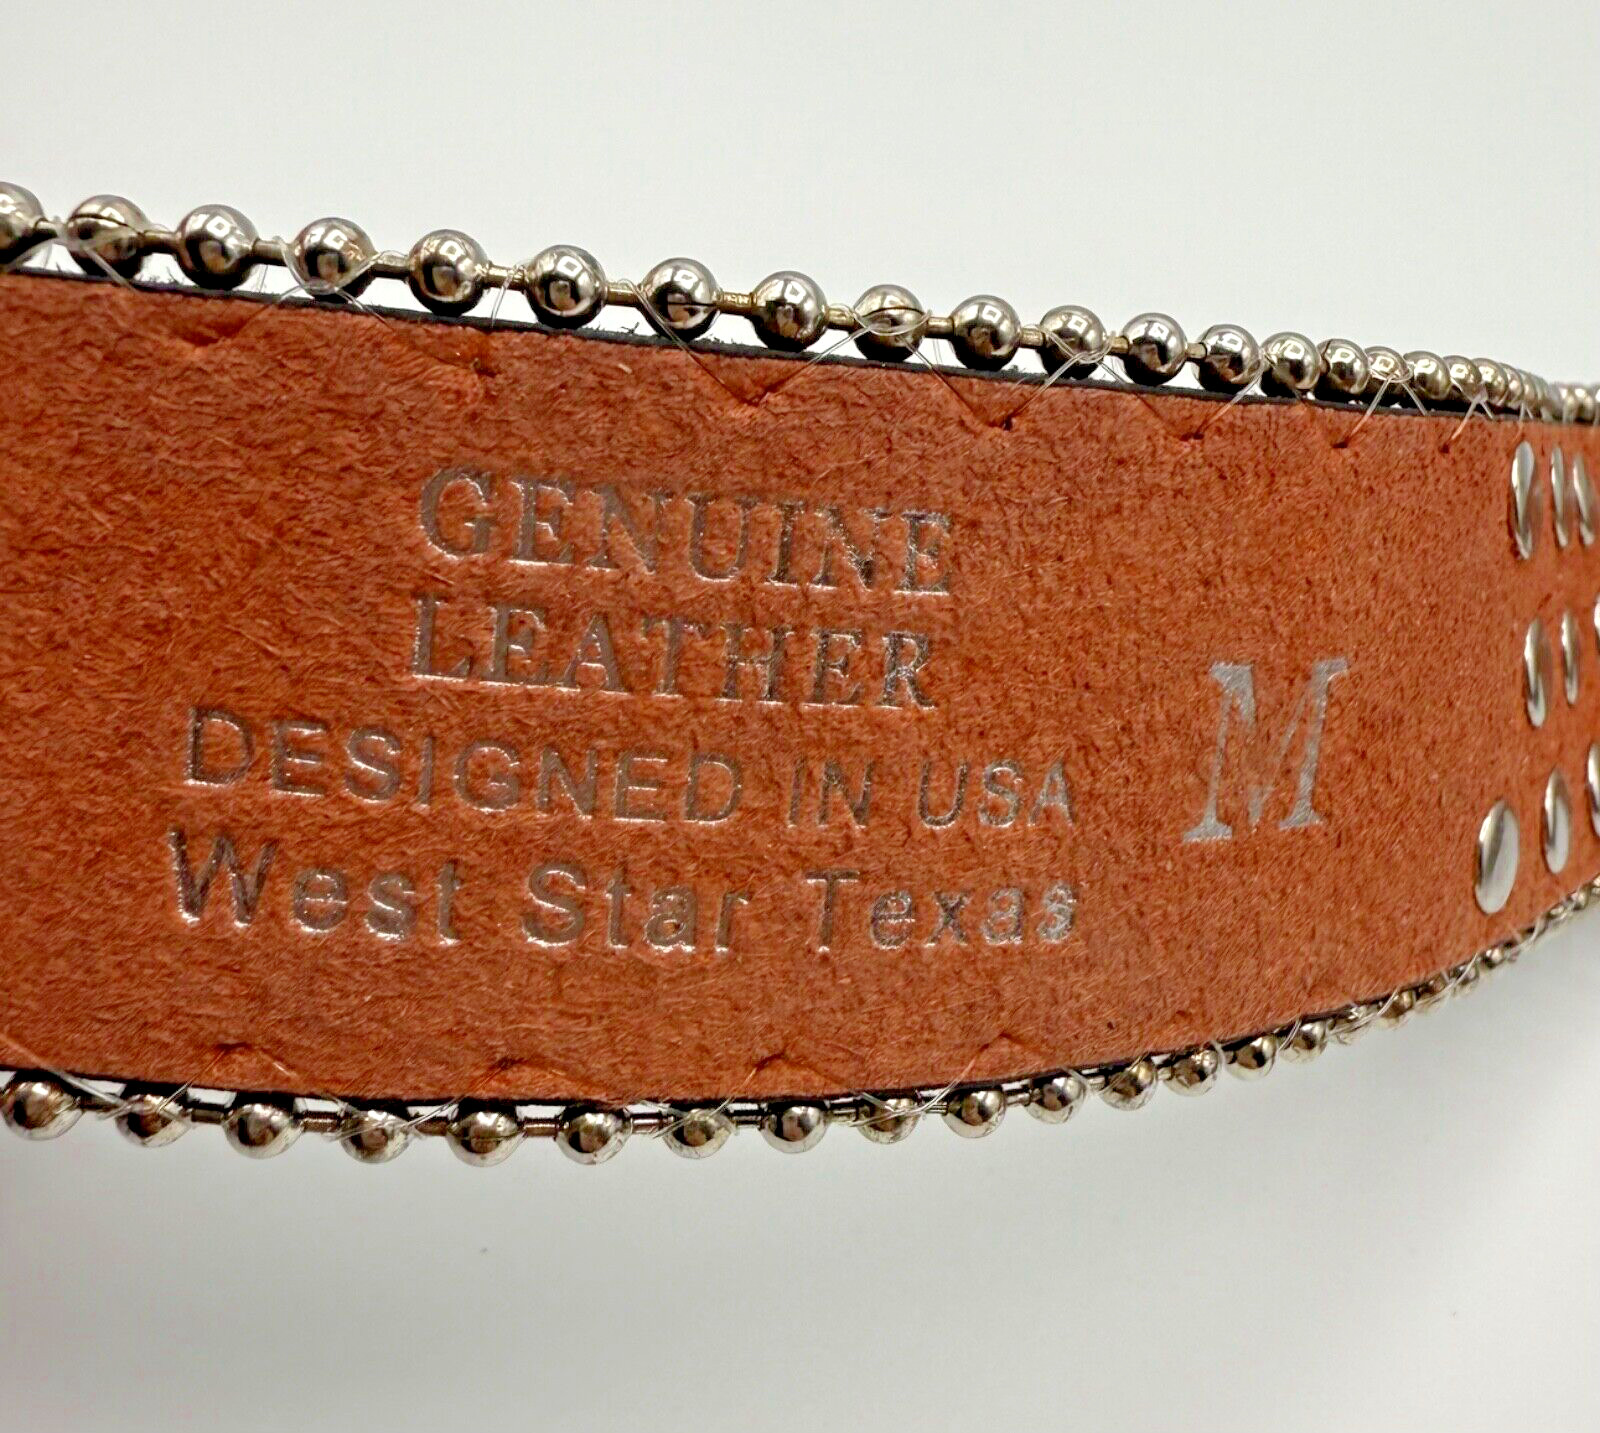 GENUINE
LEATHER
DESIGNED IN USA
West Star Texas
M